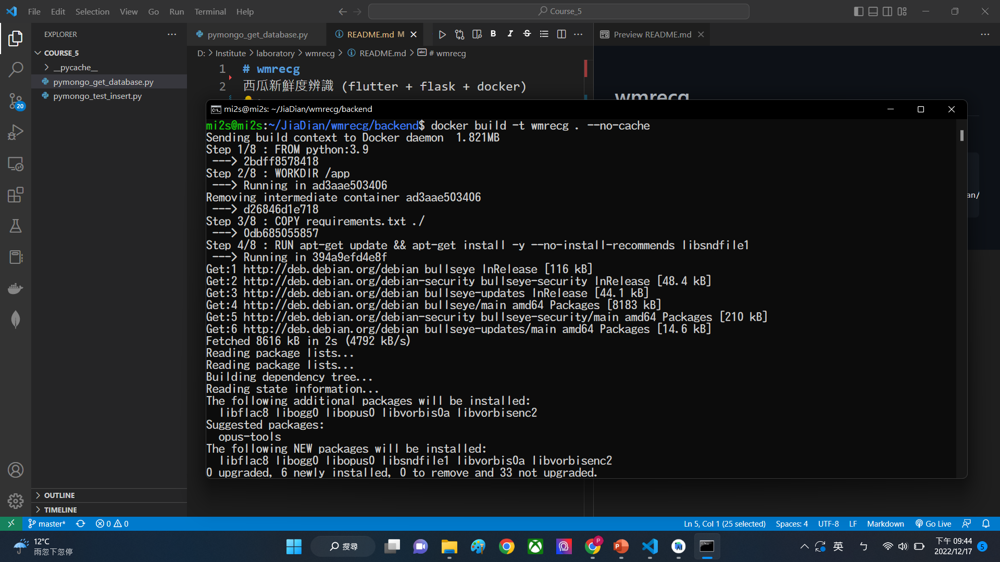 File Edit Selection View Go Run Terminal Help
Course_5
EXPLORER
COURSE_5
__pycache__
pymongo_get_database.py
pymongo_test_insert.py
OUTLINE
TIMELINE
pymongo_get_database.py
README.md M
Preview README.md
D: > Institute > laboratory > wmrecg > README.md > # wmrecg
1 # wmrecg
2 西瓜新鮮度辨識 (flutter + flask + docker)
wmrecg
an/
mi2s@mi2s: ~/JiaDian/wmrecg/backend
mi2s@mi2s:~/JiaDian/wmrecg/backend$ docker build -t wmrecg . --no-cache
Sending build context to Docker daemon  1.821MB
Step 1/8 : FROM python:3.9
 ---> 2bdff8578418
Step 2/8 : WORKDIR /app
 ---> Running in ad3aae503406
Removing intermediate container ad3aae503406
 ---> d26846d1e718
Step 3/8 : COPY requirements.txt ./
 ---> 0db685055857
Step 4/8 : RUN apt-get update && apt-get install -y --no-install-recommends libsndfile1
 ---> Running in 394a9efd4e8f
Get:1 http://deb.debian.org/debian bullseye InRelease [116 kB]
Get:2 http://deb.debian.org/debian-security bullseye-security InRelease [48.4 kB]
Get:3 http://deb.debian.org/debian bullseye-updates InRelease [44.1 kB]
Get:4 http://deb.debian.org/debian bullseye/main amd64 Packages [8183 kB]
Get:5 http://deb.debian.org/debian-security bullseye-security/main amd64 Packages [210 kB]
Get:6 http://deb.debian.org/debian bullseye-updates/main amd64 Packages [14.6 kB]
Fetched 8616 kB in 2s (4792 kB/s)
Reading package lists...
Reading package lists...
Building dependency tree...
Reading state information...
The following additional packages will be installed:
  libflac8 libogg0 libopus0 libvorbis0a libvorbisenc2
Suggested packages:
  opus-tools
The following NEW packages will be installed:
  libflac8 libogg0 libopus0 libsndfile1 libvorbis0a libvorbisenc2
0 upgraded, 6 newly installed, 0 to remove and 33 not upgraded.
20
master* 0 0
Ln 5, Col 1 (25 selected) Spaces: 4 UTF-8 LF Markdown Go Live
12°C
雨忽下忽停
搜尋
P
英
ㄅ
下午 09:44
2022/12/17
5